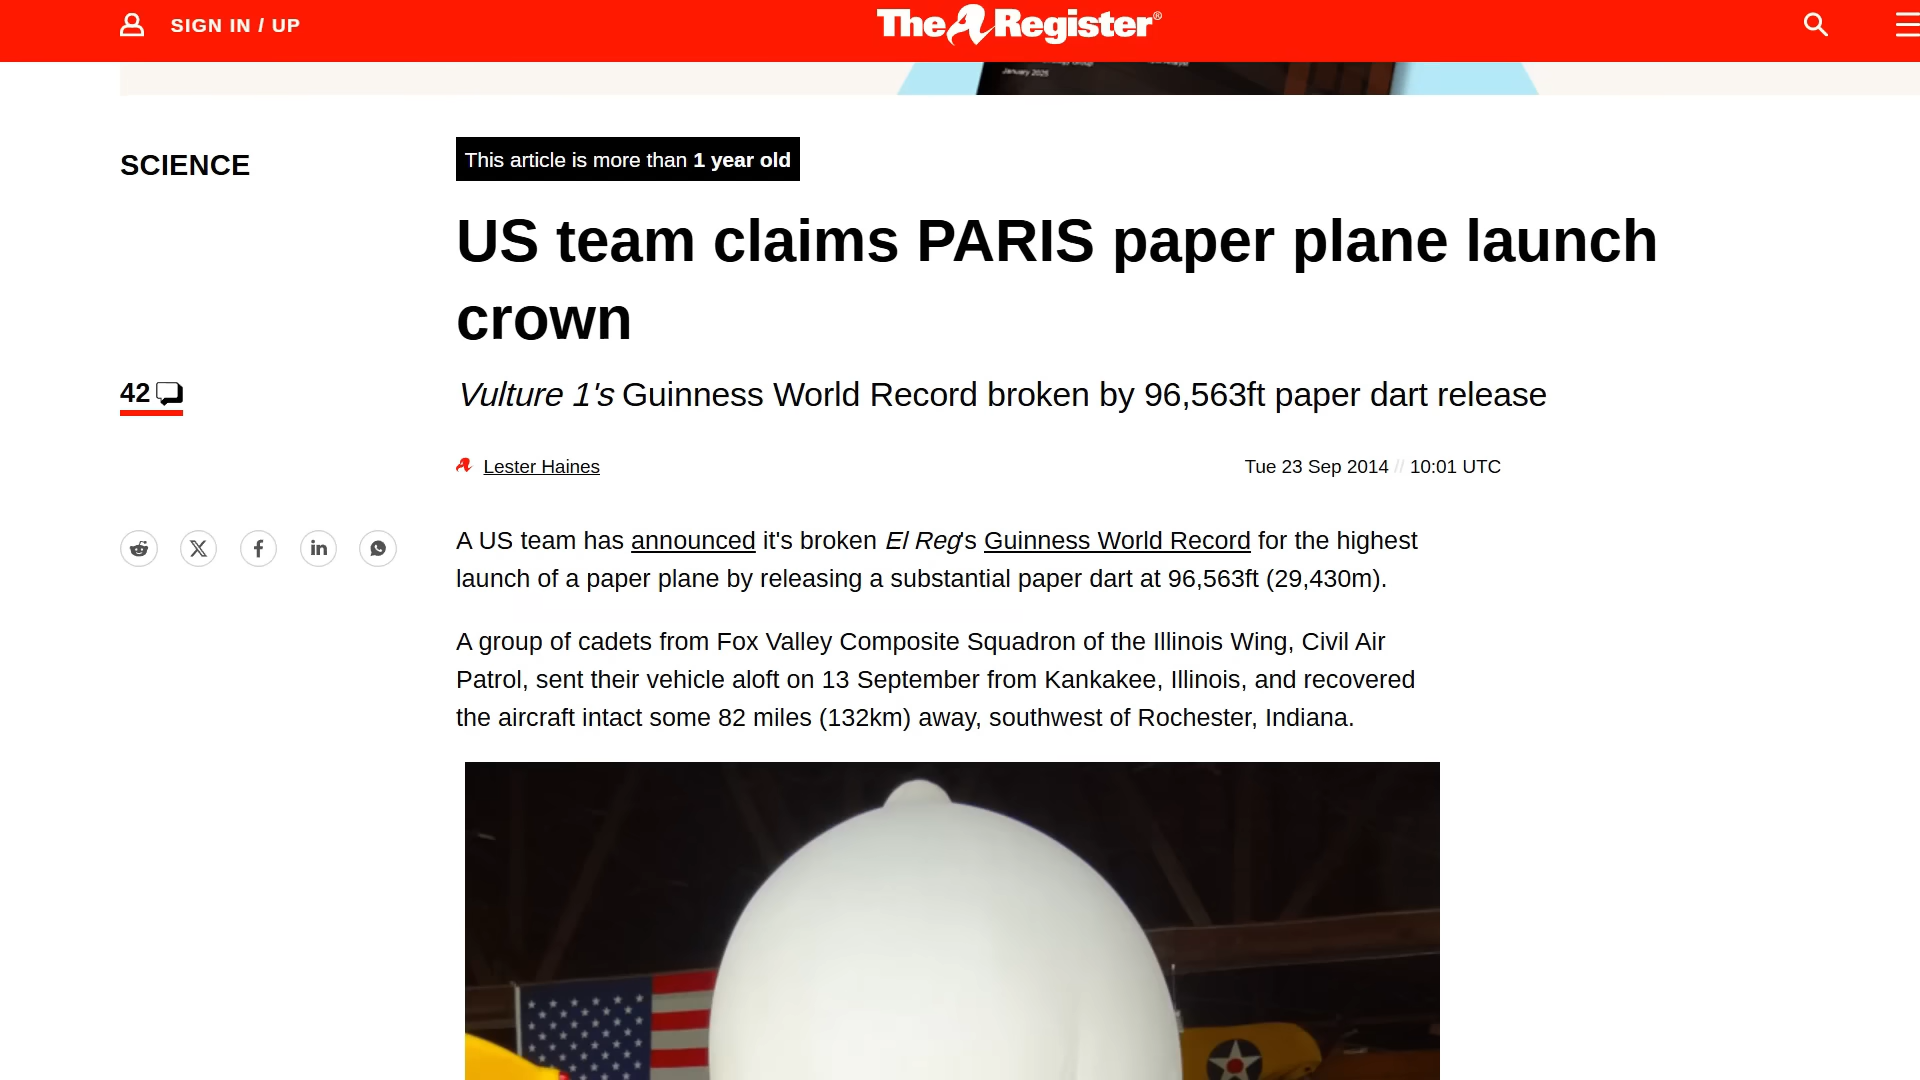 SIGN IN / UP
The Register®
January 2025
SCIENCE
This article is more than 1 year old
US team claims PARIS paper plane launch
crown
Vulture 1's Guinness World Record broken by 96,563ft paper dart release
42
Lester Haines
Tue 23 Sep 2014 // 10:01 UTC
A US team has announced it's broken El Reg's Guinness World Record for the highest
launch of a paper plane by releasing a substantial paper dart at 96,563ft (29,430m).
A group of cadets from Fox Valley Composite Squadron of the Illinois Wing, Civil Air
Patrol, sent their vehicle aloft on 13 September from Kankakee, Illinois, and recovered
the aircraft intact some 82 miles (132km) away, southwest of Rochester, Indiana.